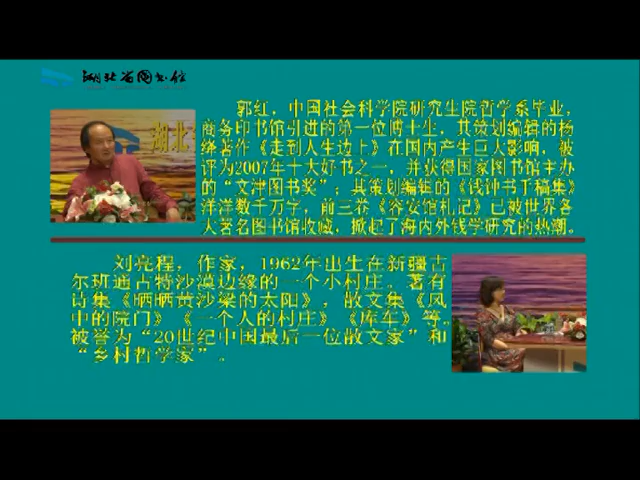 湖北省图书馆
郭红，中国社会科学院研究生院哲学系毕业，
商务印书馆引进的第一位博士生，其策划编辑的杨
绛著作《走到人生边上》在国内产生巨大影响，被
评为2007年十大好书之一，并获得国家图书馆主办
的“文津图书奖”；其策划编辑的《钱钟书手稿集》
洋洋数千万字，前三卷《容安馆札记》已被世界各
大著名图书馆收藏，掀起了海内外钱学研究的热潮。
湖北
刘亮程，作家，1962年出生在新疆古
尔班通古特沙漠边缘的一个小村庄。著有
诗集《晒晒黄沙梁的太阳》，散文集《风
中的院门》《一个人的村庄》《库车》等。
被誉为“20世纪中国最后一位散文家”和
“乡村哲学家”。